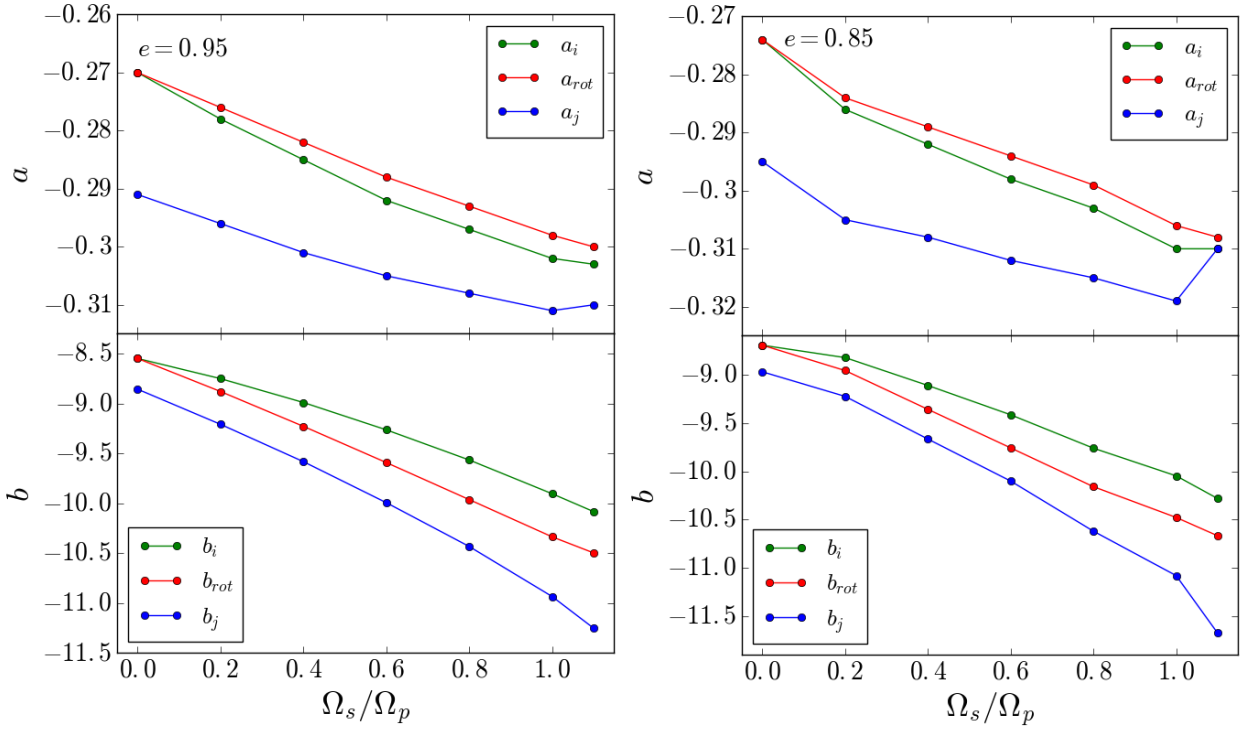 −0.26
−0.27
−0.28
−0.29
−0.3
−0.31
a
e = 0.95
a_i
a_rot
a_j
−8.5
−9.0
−9.5
−10.0
−10.5
−11.0
−11.5
b
b_i
b_rot
b_j
0.0 0.2 0.4 0.6 0.8 1.0
Ω_s/Ω_p
−0.27
−0.28
−0.29
−0.3
−0.31
−0.32
a
e = 0.85
a_i
a_rot
a_j
−9.0
−9.5
−10.0
−10.5
−11.0
−11.5
b
b_i
b_rot
b_j
0.0 0.2 0.4 0.6 0.8 1.0
Ω_s/Ω_p